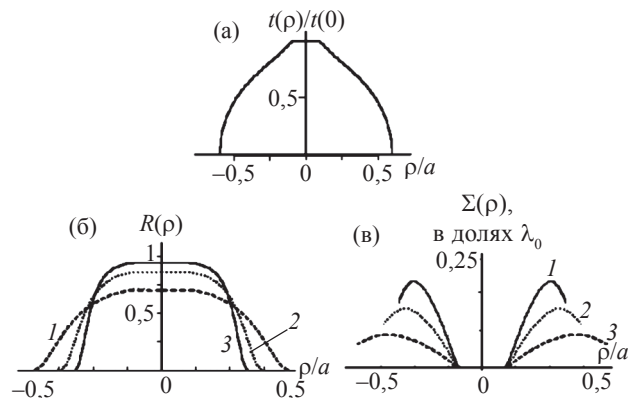 (а)
t(ρ)/t(0)
0,5
–0,5
0
0,5
ρ/a
(б)
R(ρ)
1
0,5
1
2
3
–0,5
0
0,5
ρ/a
(в)
Σ(ρ),
в долях λ₀
0,25
1
2
3
ρ/a
–0,5
0
0,5